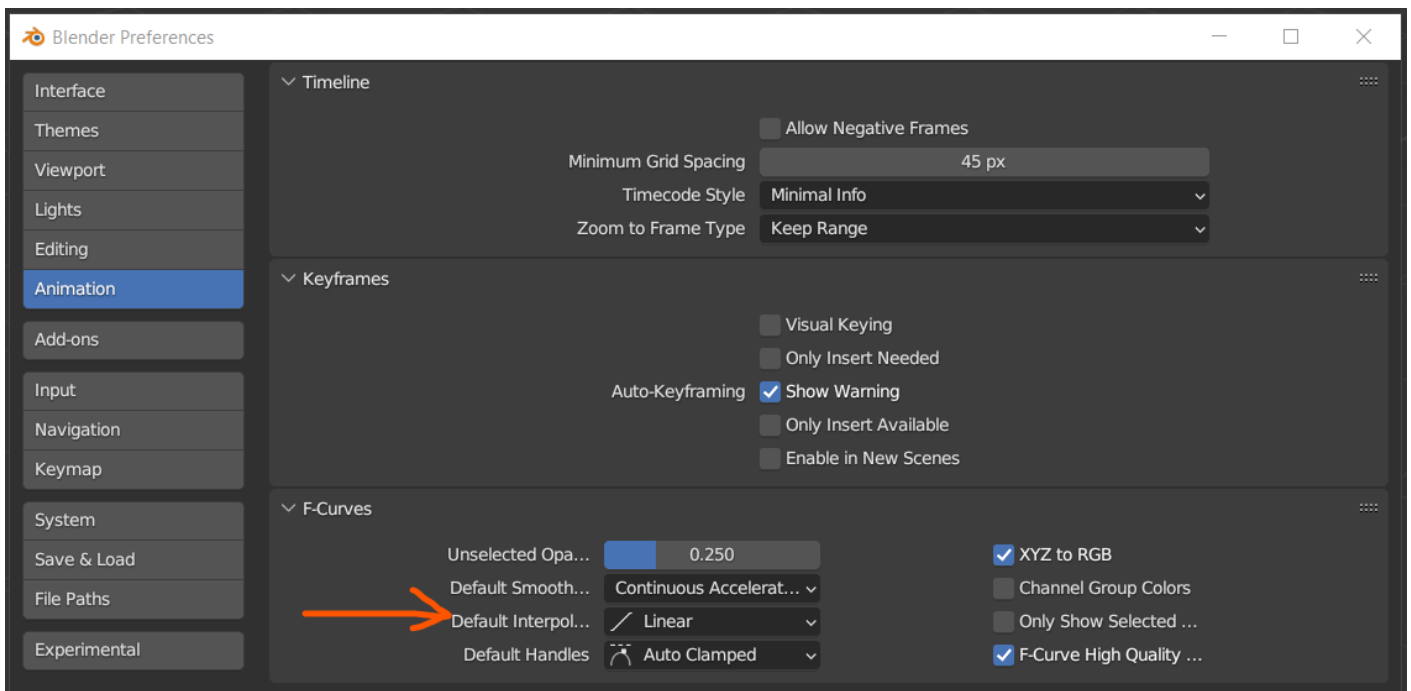 Blender Preferences
Interface
Themes
Viewport
Lights
Editing
Animation
Add-ons
Input
Navigation
Keymap
System
Save & Load
File Paths
Experimental
Timeline
Allow Negative Frames
Minimum Grid Spacing 45 px
Timecode Style Minimal Info
Zoom to Frame Type Keep Range
Keyframes
Visual Keying
Only Insert Needed
Auto-Keyframing Show Warning
Only Insert Available
Enable in New Scenes
F-Curves
Unselected Opa... 0.250 XYZ to RGB
Default Smooth... Continuous Accelerat... Channel Group Colors
Default Interpol... Linear Only Show Selected ...
Default Handles Auto Clamped F-Curve High Quality ...